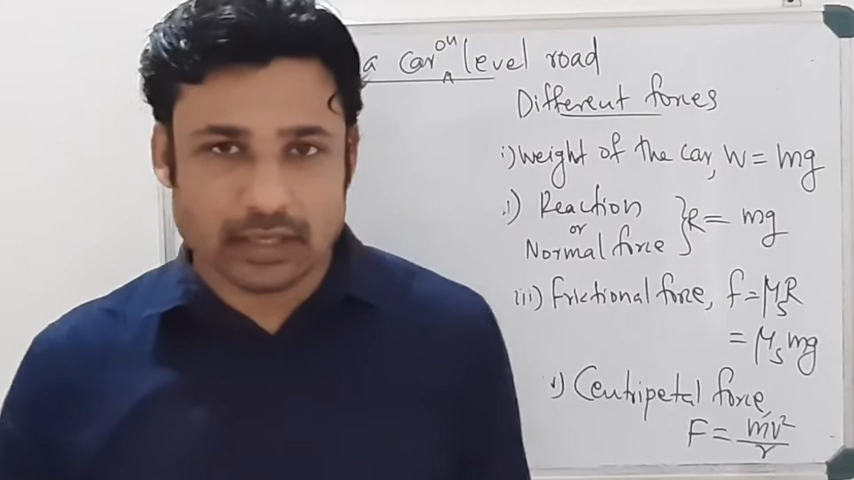 a car on level road
Different forces
i) Weight of the car, W = mg
i) Reaction or Normal force } R = mg
iii) Frictional force, f = μsR
= μs mg
v) Centripetal force,
F = mv²/r